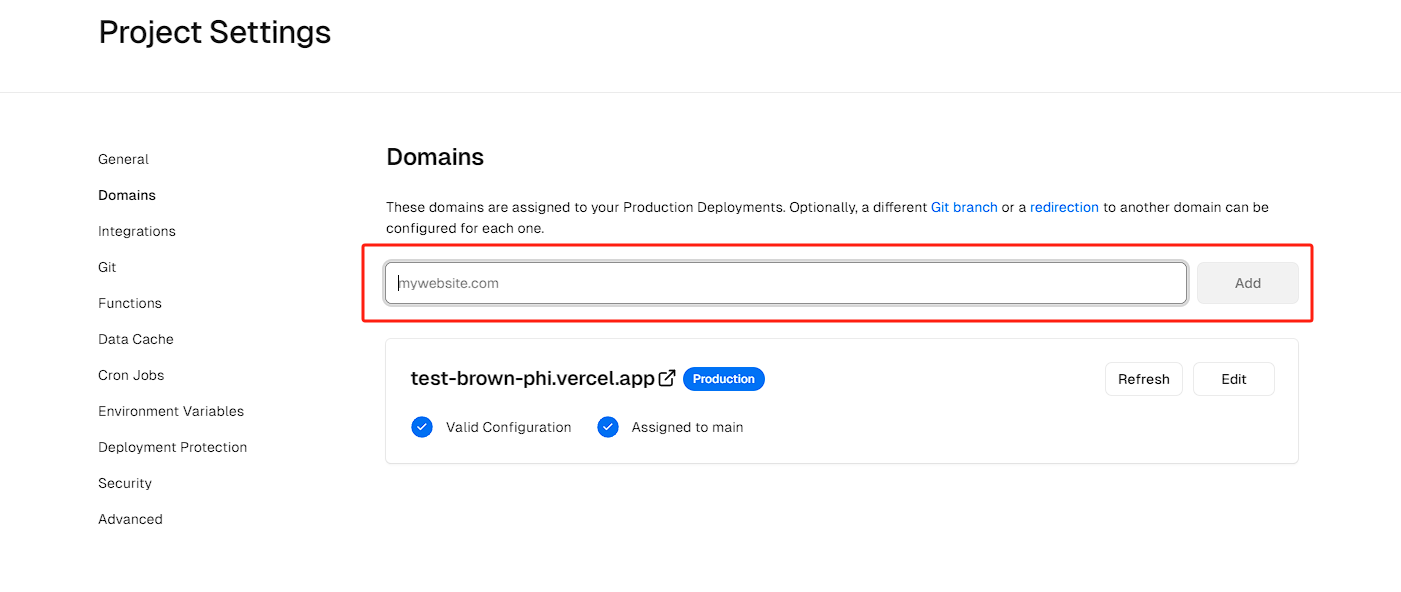 Project Settings
General
Domains
Integrations
Git
Functions
Data Cache
Cron Jobs
Environment Variables
Deployment Protection
Security
Advanced
Domains
These domains are assigned to your Production Deployments. Optionally, a different Git branch or a redirection to another domain can be
configured for each one.
mywebsite.com
Add
test-brown-phi.vercel.app
Production
Refresh
Edit
Valid Configuration
Assigned to main